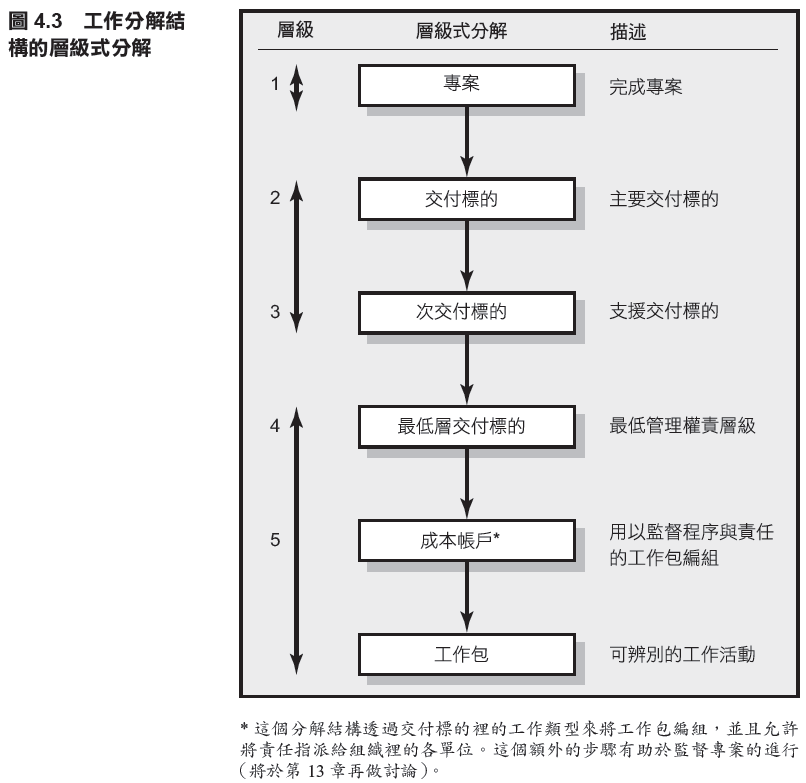 圖 4.3 工作分解結
構的層級式分解
層級 層級式分解 描述
1 專案 完成專案
2 交付標的 主要交付標的
3 次交付標的 支援交付標的
4 最低層交付標的 最低管理權責層級
5 成本帳戶* 用以監督程序與責任
的工作包編組
工作包 可辨別的工作活動
* 這個分解結構透過交付標的裡的工作類型來將工作包編組，並且允許
將責任指派給組織裡的各單位。這個額外的步驟有助於監督專案的進行
（將於第 13 章再做討論）。